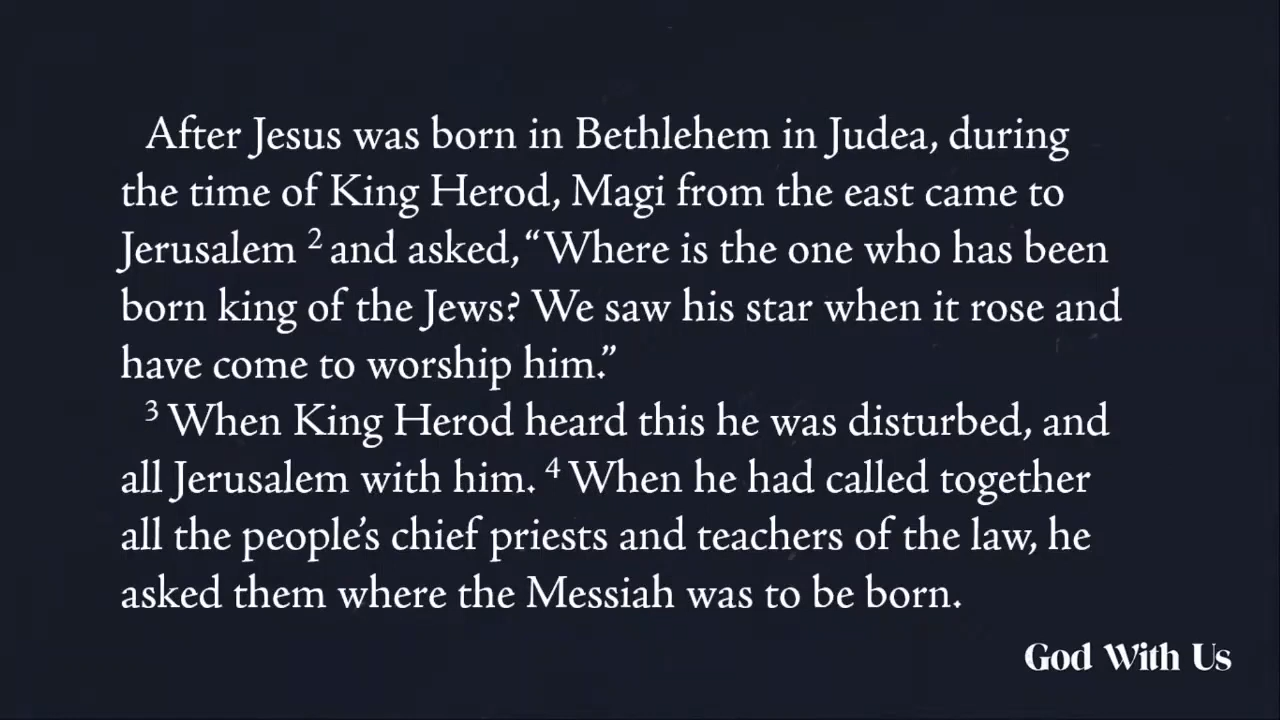 After Jesus was born in Bethlehem in Judea, during
the time of King Herod, Magi from the east came to
Jerusalem ² and asked, “Where is the one who has been
born king of the Jews? We saw his star when it rose and
have come to worship him.”
³ When King Herod heard this he was disturbed, and
all Jerusalem with him. ⁴ When he had called together
all the people’s chief priests and teachers of the law, he
asked them where the Messiah was to be born.
God With Us